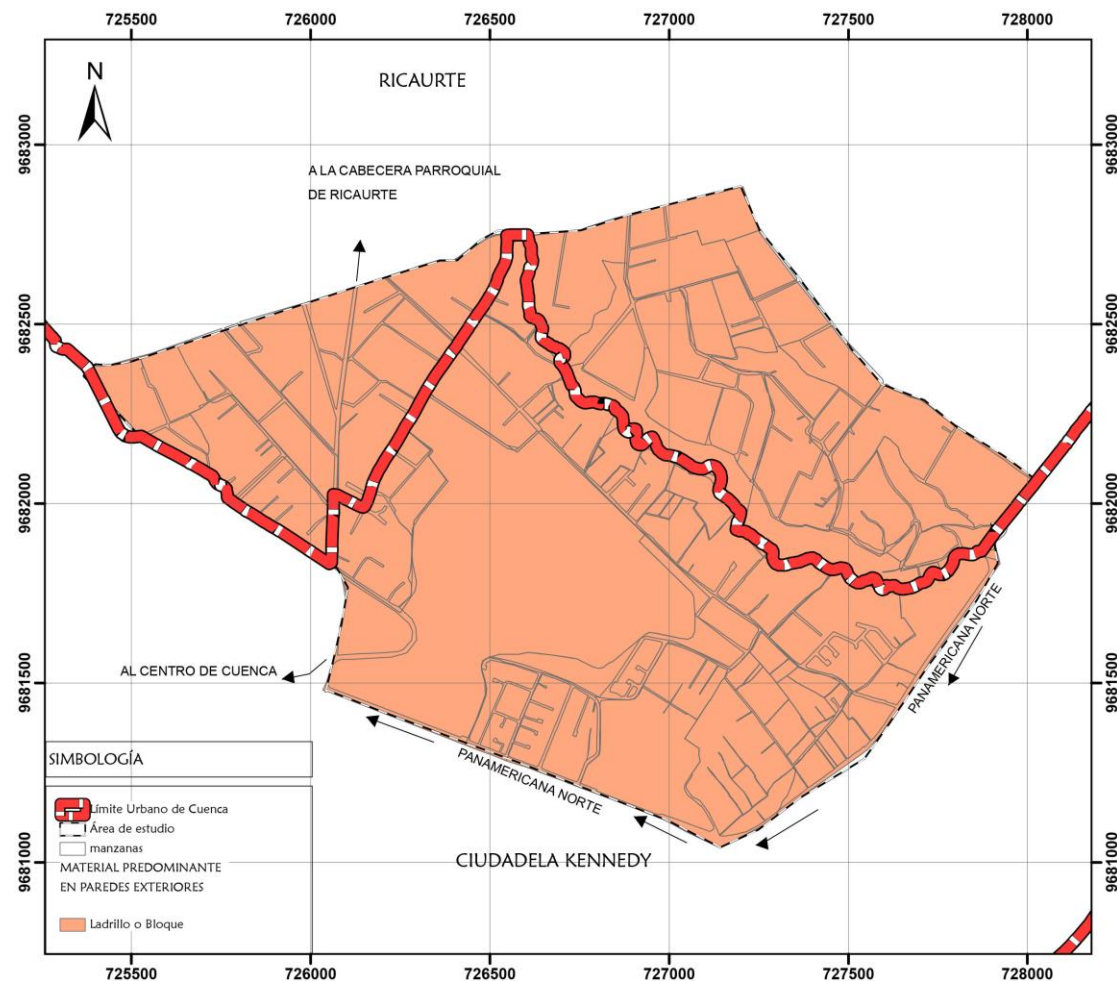 725500 726000 726500 727000 727500 728000
RICAURTE
N
9683000 9683000
A LA CABECERA PARROQUIAL
DE RICAURTE
9682500 9682500
9682000 9682000
AL CENTRO DE CUENCA
PANAMERICANA NORTE
9681500 9681500
PANAMERICANA NORTE
CIUDADELA KENNEDY
9681000 9681000
SIMBOLOGÍA
Límite Urbano de Cuenca
Área de estudio
manzanas
MATERIAL PREDOMINANTE
EN PAREDES EXTERIORES
Ladrillo o Bloque
725500 726000 726500 727000 727500 728000